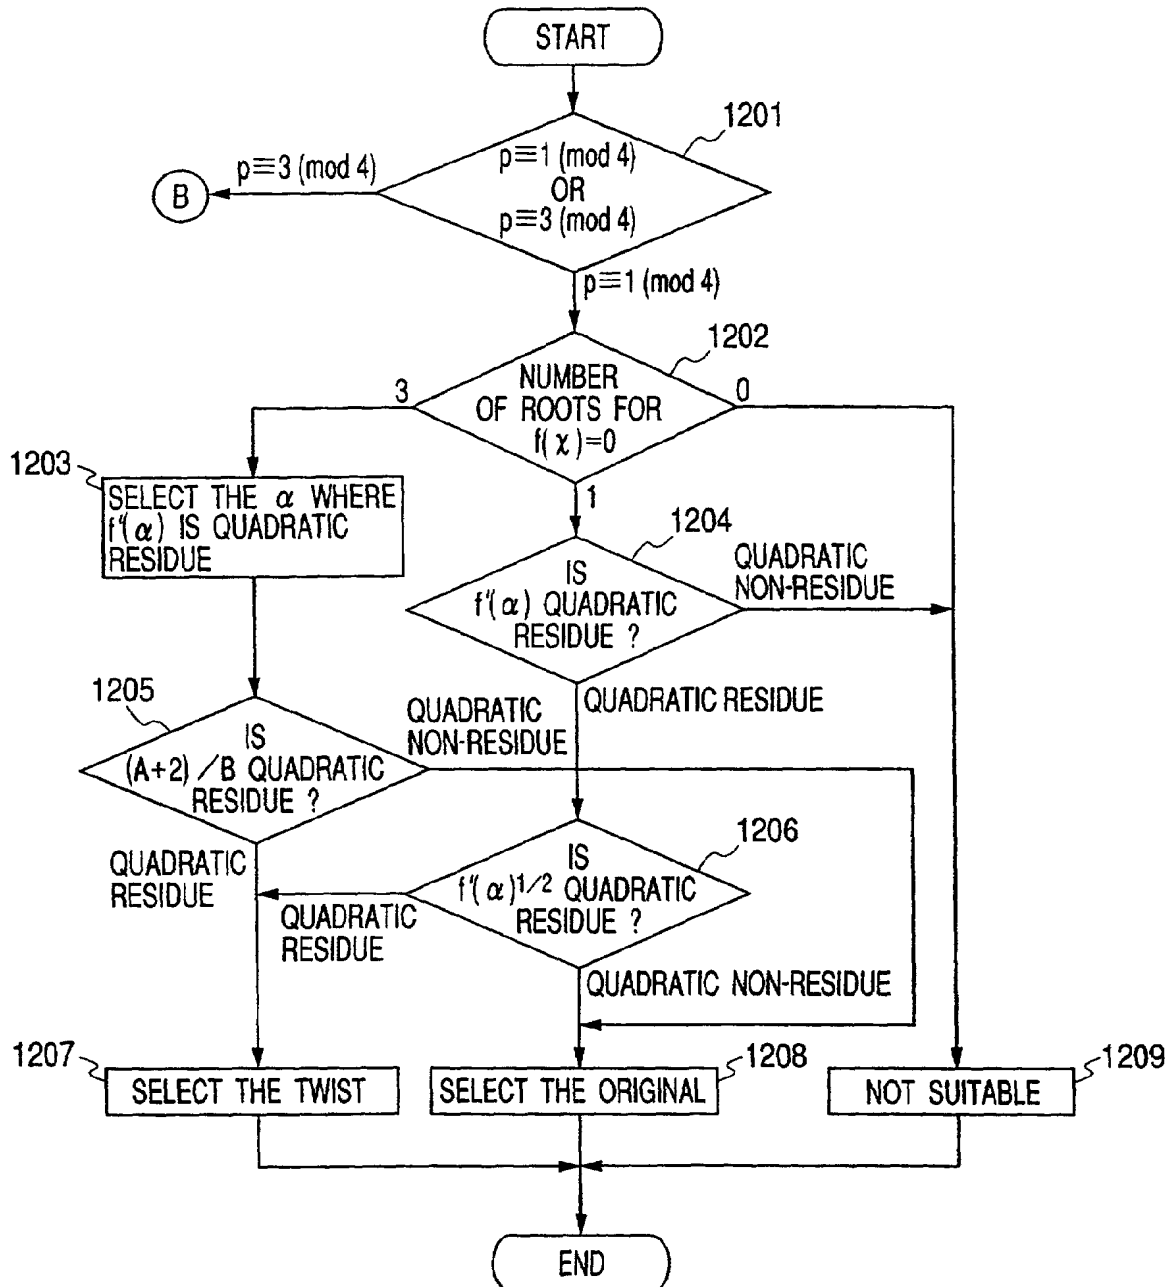 START
1201
p≡1 (mod 4)
OR
p≡3 (mod 4)
p≡3 (mod 4)
B
p≡1 (mod 4)
1202
NUMBER
OF ROOTS FOR
f(χ)=0
3
0
1
1203
SELECT THE α WHERE
f'(α) IS QUADRATIC
RESIDUE
1204
IS
f'(α) QUADRATIC
RESIDUE ?
QUADRATIC
NON-RESIDUE
QUADRATIC RESIDUE
1205
IS
(A+2)/B QUADRATIC
RESIDUE ?
QUADRATIC
NON-RESIDUE
QUADRATIC
RESIDUE
1206
IS
f'(α)^1/2 QUADRATIC
RESIDUE ?
QUADRATIC
RESIDUE
QUADRATIC NON-RESIDUE
1207
SELECT THE TWIST
1208
SELECT THE ORIGINAL
1209
NOT SUITABLE
END